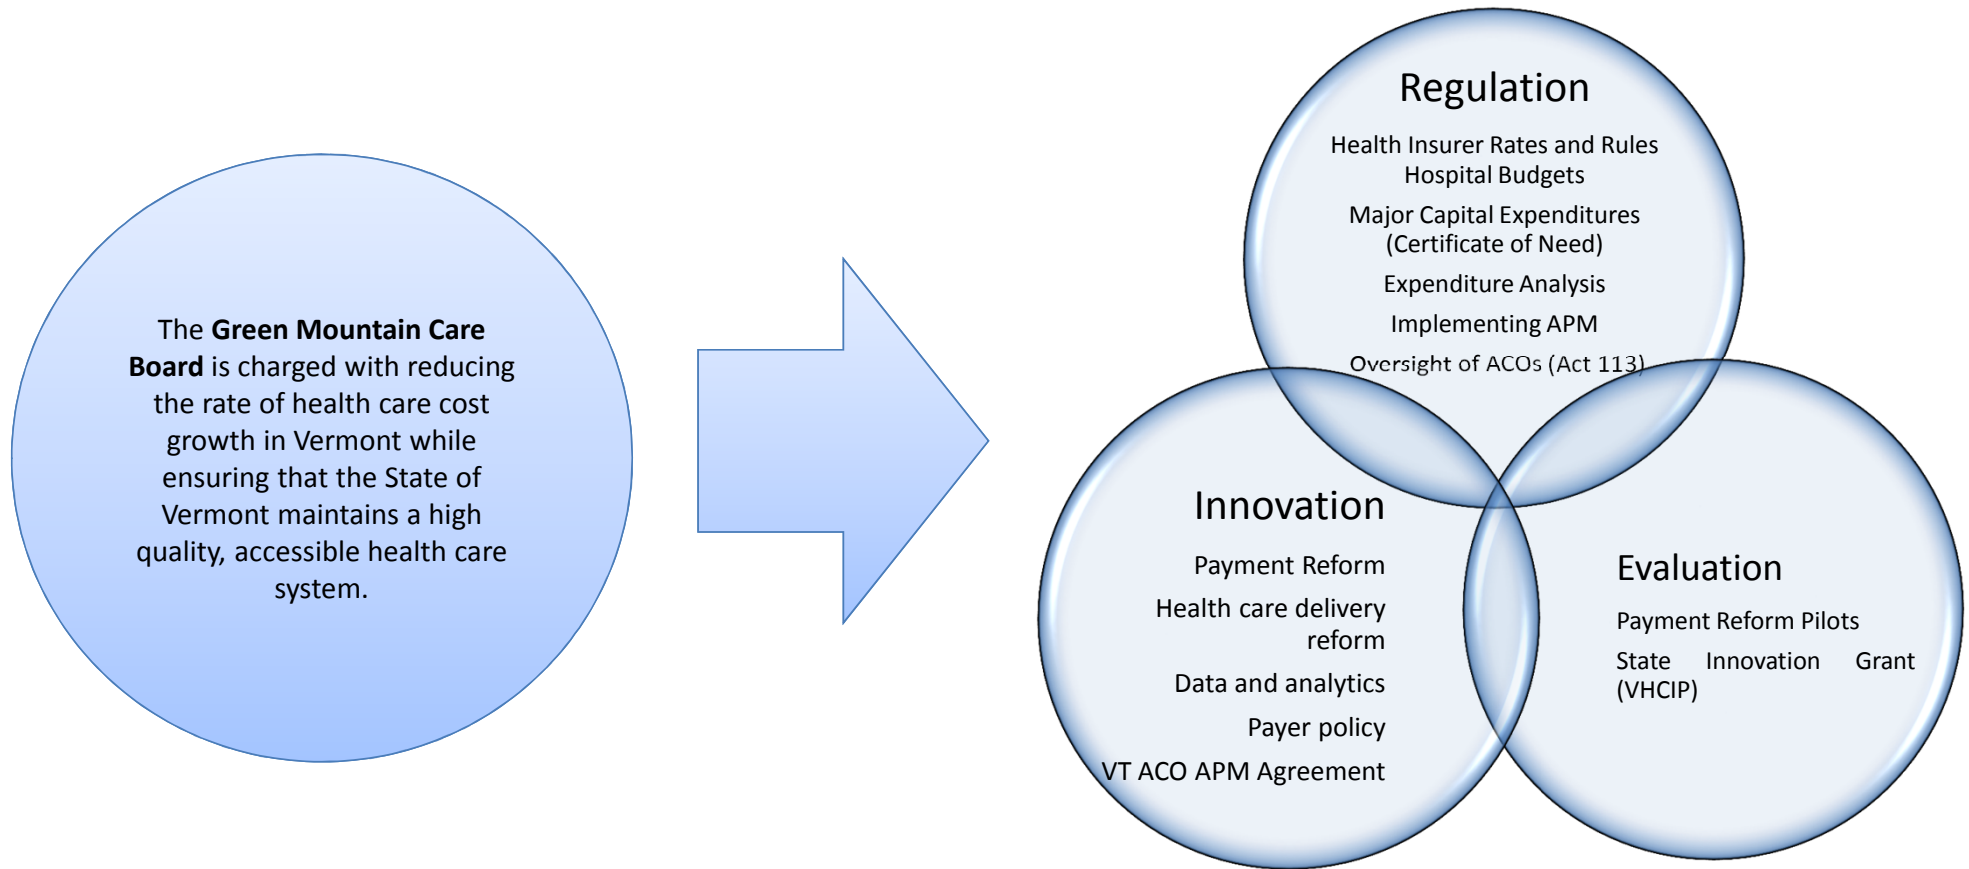 The Green Mountain Care
Board is charged with reducing
the rate of health care cost
growth in Vermont while
ensuring that the State of
Vermont maintains a high
quality, accessible health care
system.
Regulation
Health Insurer Rates and Rules
Hospital Budgets
Major Capital Expenditures
(Certificate of Need)
Expenditure Analysis
Implementing APM
Oversight of ACOs (Act 113)
Innovation
Payment Reform
Health care delivery
reform
Data and analytics
Payer policy
VT ACO APM Agreement
Evaluation
Payment Reform Pilots
State Innovation Grant
(VHCIP)